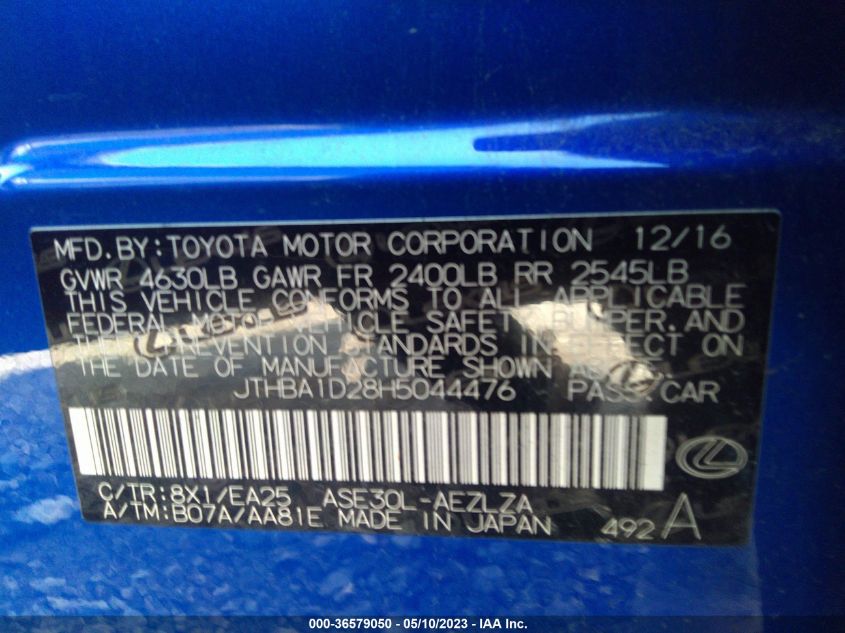 MFD.BY:TOYOTA MOTOR CORPORATION 12/16
GVWR 4630LB GAWR FR 2400LB RR 2545LB
THIS VEHICLE CONFORMS TO ALL APPLICABLE
FEDERAL MOTOR VEHICLE SAFETY, BUMPER, AND
THEFT PREVENTION STANDARDS IN EFFECT ON
THE DATE OF MANUFACTURE SHOWN ABOVE.
JTHBA1D28H5044476 PASS.CAR
C/TR:8X1/EA25 ASE30L-AEZLZA
A/TM:B07A/AA81E MADE IN JAPAN 492 A
000-36579050 - 05/10/2023 - IAA Inc.